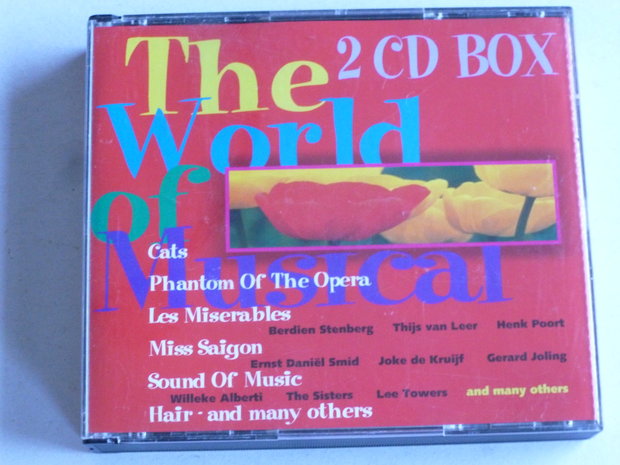 The
2 CD BOX
World
of
Musical
Cats
Phantom Of The Opera
Les Miserables
Berdien Stenberg Thijs van Leer Henk Poort
Miss Saigon
Ernst Daniël Smid Joke de Kruijf Gerard Joling
Sound Of Music
Willeke Alberti The Sisters Lee Towers and many others
Hair - and many others